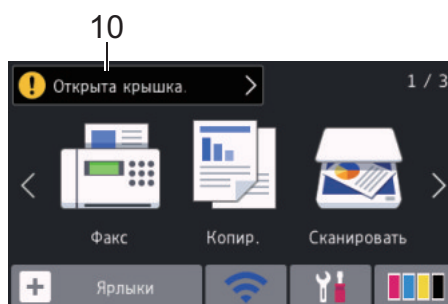 10
Открыта крышка.
1 / 3
Факс
Копир.
Сканировать
Ярлыки